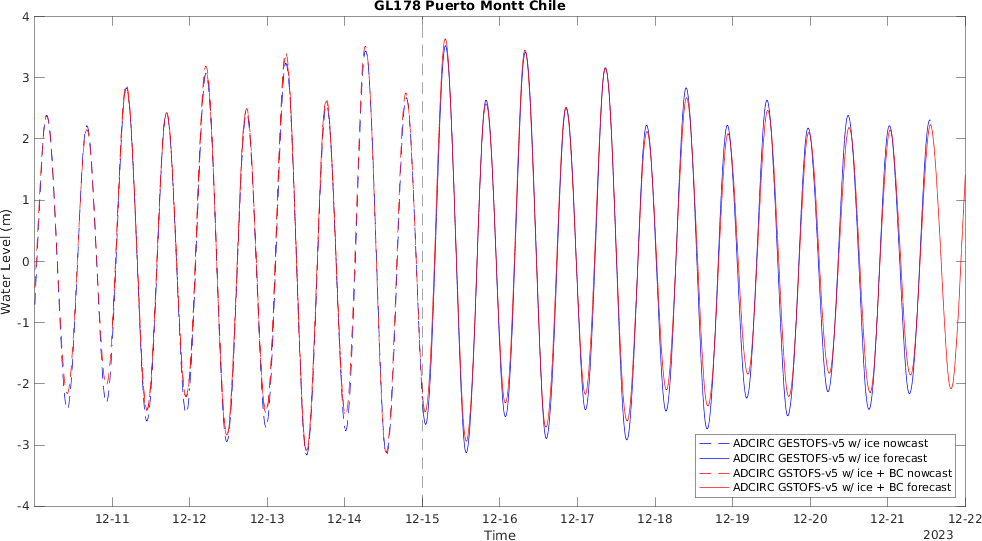 GL178 Puerto Montt Chile
4
3
2
1
0
-1
-2
-3
-4
Water Level (m)
ADCIRC GESTOFS-v5 w/ ice nowcast
ADCIRC GESTOFS-v5 w/ ice forecast
ADCIRC GSTOFS-v5 w/ ice + BC nowcast
ADCIRC GSTOFS-v5 w/ ice + BC forecast
12-11 12-12 12-13 12-14 12-15 12-16 12-17 12-18 12-19 12-20 12-21 12-22
Time
2023